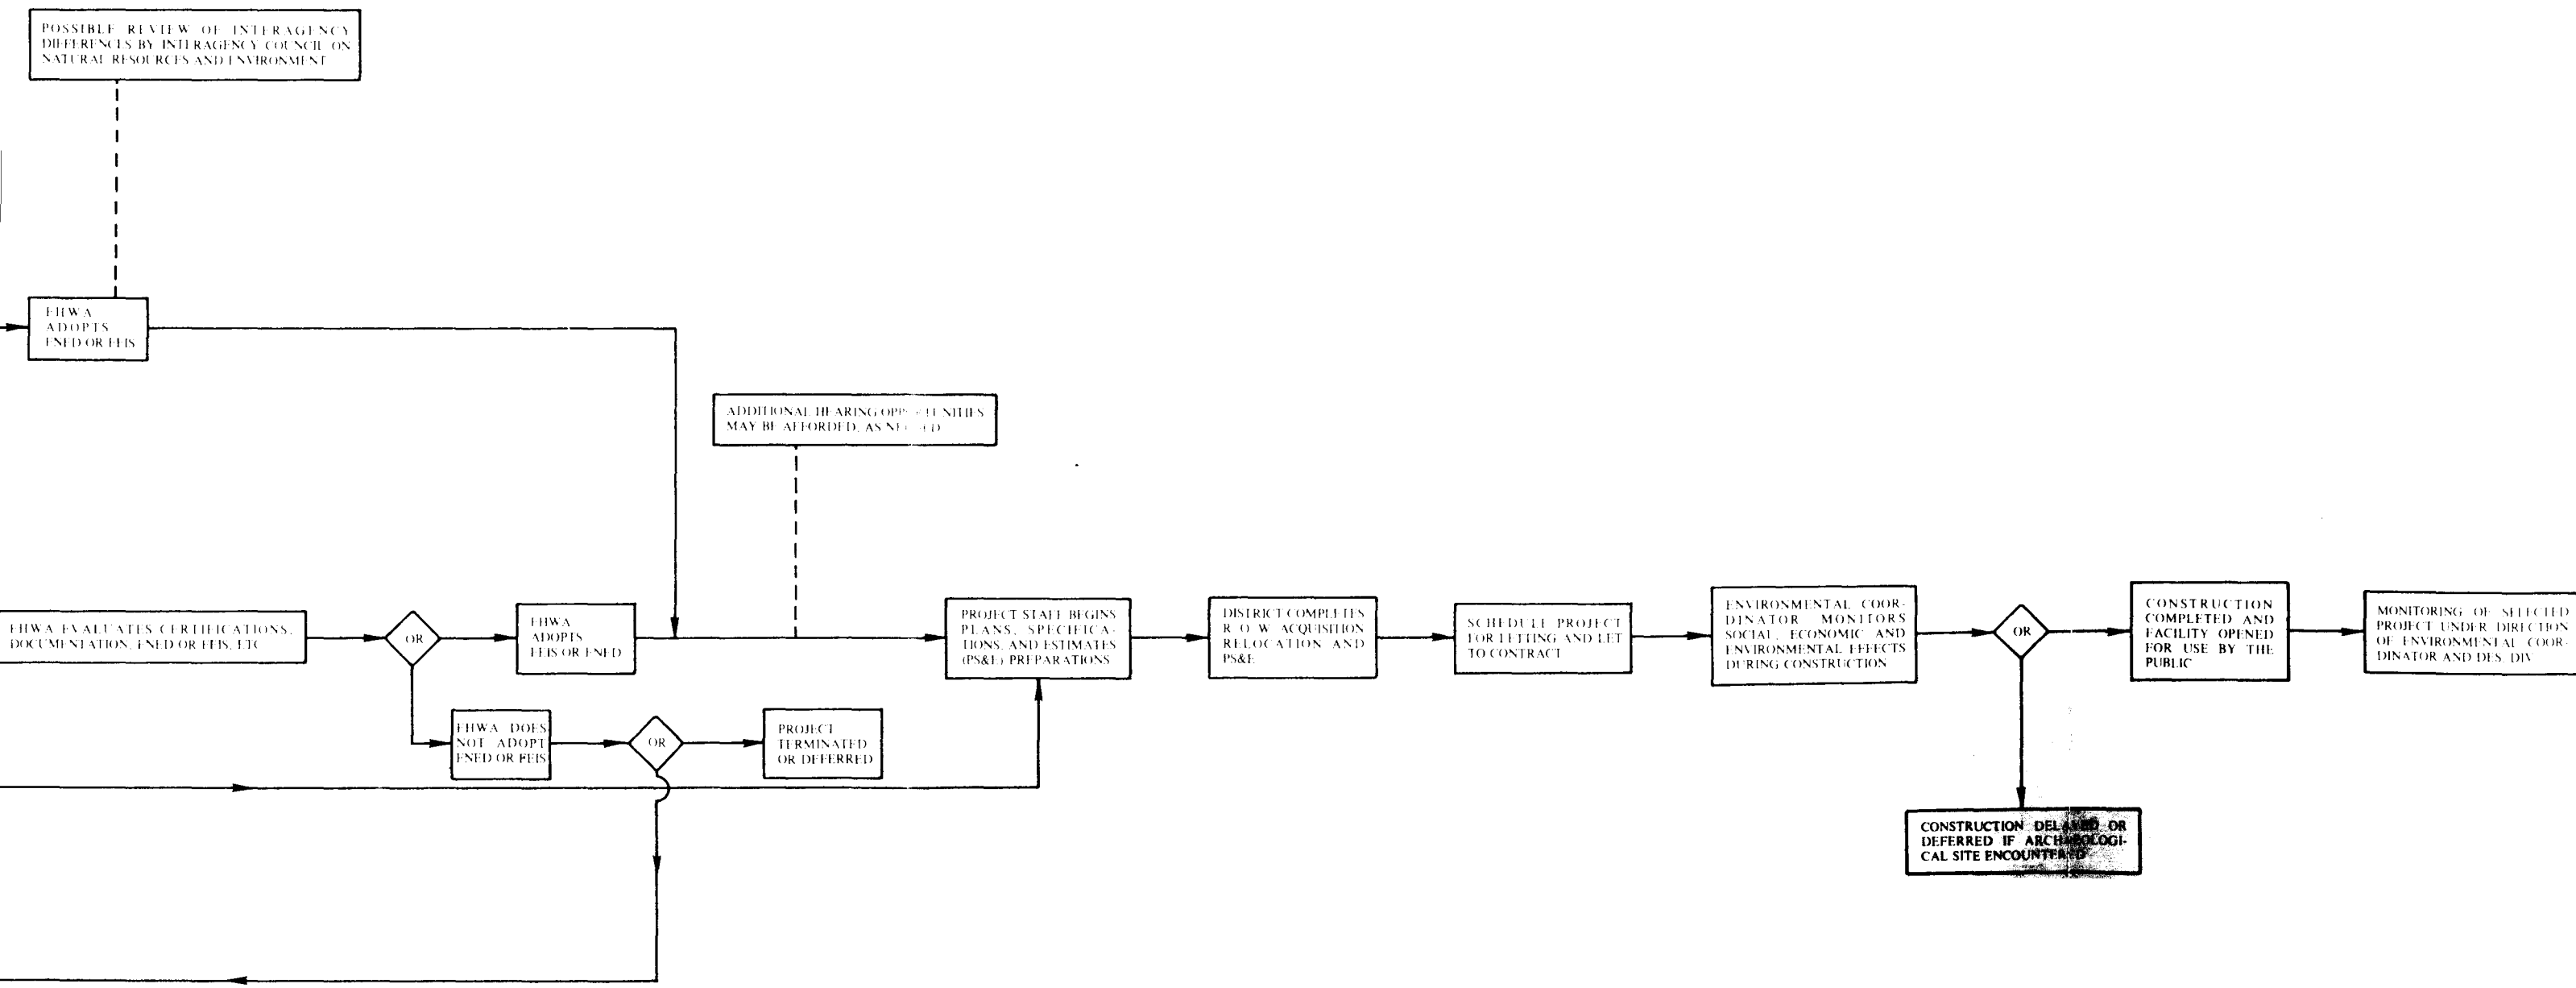 POSSIBLE REVIEW OF INTERAGENCY
DIFFERENCES BY INTERAGENCY COUNCIL ON
NATURAL RESOURCES AND ENVIRONMENT
FHWA
ADOPTS
FNED OR FEIS
ADDITIONAL HEARING OPPORTUNITIES
MAY BE AFFORDED, AS NEEDED
FHWA EVALUATES CERTIFICATIONS,
DOCUMENTATION, FNED OR FEIS, ETC
OR
FHWA
ADOPTS
FEIS OR FNED
PROJECT STAFF BEGINS
PLANS, SPECIFICA-
TIONS, AND ESTIMATES
(PS&E) PREPARATIONS
DISTRICT COMPLETES
R.O.W ACQUISITION
RELOCATION AND
PS&E
SCHEDULE PROJECT
FOR LETTING AND LET
TO CONTRACT
ENVIRONMENTAL COOR-
DINATOR MONITORS
SOCIAL, ECONOMIC AND
ENVIRONMENTAL EFFECTS
DURING CONSTRUCTION
OR
CONSTRUCTION
COMPLETED AND
FACILITY OPENED
FOR USE BY THE
PUBLIC
MONITORING OF SELECTED
PROJECT UNDER DIRECTION
OF ENVIRONMENTAL COOR-
DINATOR AND DES. DIV
FHWA DOES
NOT ADOPT
FNED OR FEIS
OR
PROJECT
TERMINATED
OR DEFERRED
CONSTRUCTION DELAYED OR
DEFERRED IF ARCHAEOLOGI-
CAL SITE ENCOUNTERED